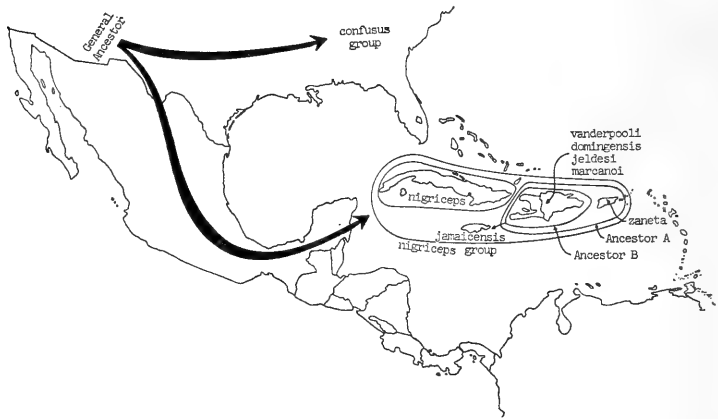 General
Ancestor
confusus
group
vanderpooli
domingensis
jeldesi
marcanoi
nigriceps
zaneta
jamaicensis
nigriceps group
Ancestor A
Ancestor B